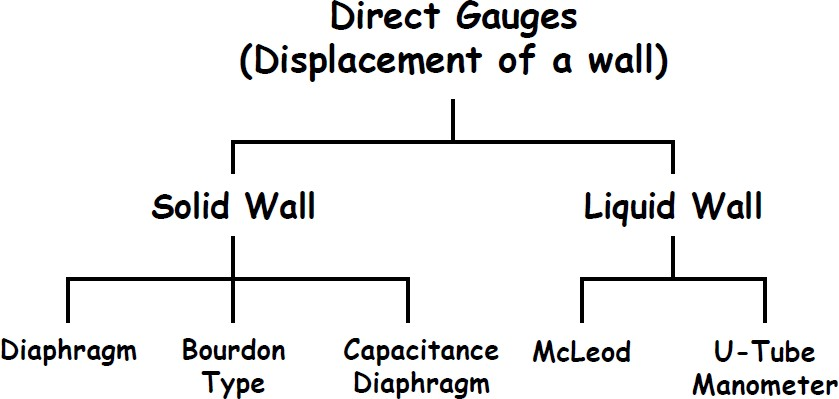 Direct Gauges
(Displacement of a wall)
Solid Wall
Liquid Wall
Diaphragm
Bourdon
Type
Capacitance
Diaphragm
McLeod
U-Tube
Manometer